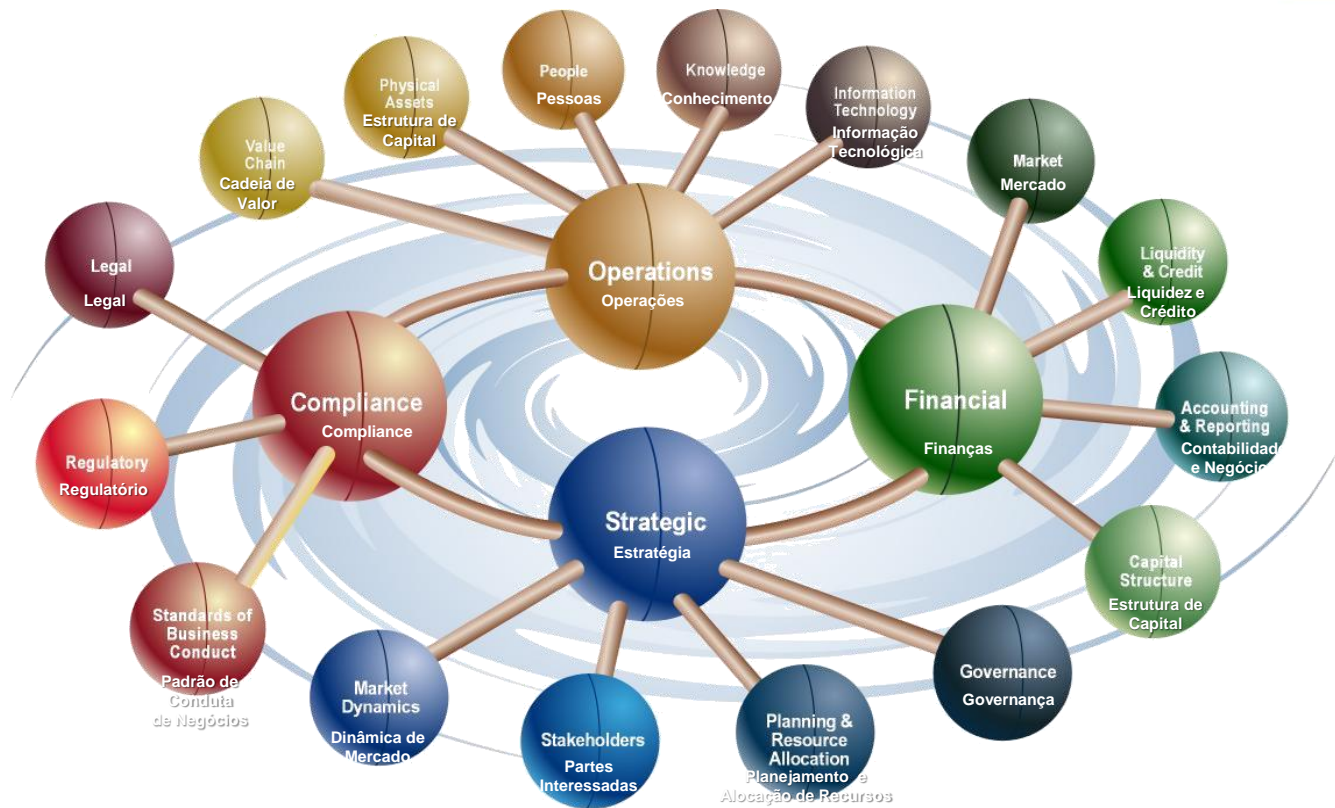 People
Pessoas
Knowledge
Conhecimento
Physical
Assets
Estrutura de
Capital
Information
Technology
Informação
Tecnológica
Value
Chain
Cadeia de
Valor
Market
Mercado
Legal
Legal
Liquidity
& Credit
Liquidez e
Crédito
Operations
Operações
Compliance
Compliance
Financial
Finanças
Accounting
& Reporting
Contabilidad
e Negócio
Regulatory
Regulatório
Strategic
Estratégia
Capital
Structure
Estrutura de
Capital
Standards of
Business
Conduct
Padrão de
Conduta
de Negócios
Market
Dynamics
Dinâmica de
Mercado
Stakeholders
Partes
Interessadas
Planning &
Resource
Allocation
Planejamento e
Alocação de Recursos
Governance
Governança